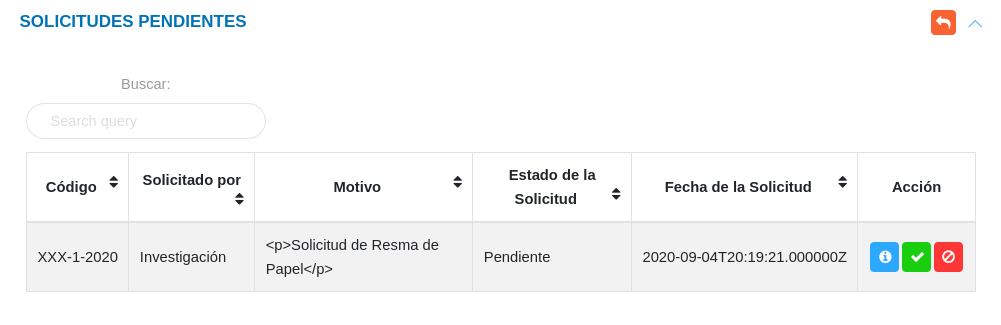 SOLICITUDES PENDIENTES
Buscar:
Search query
Código
Solicitado por
Motivo
Estado de la
Solicitud
Fecha de la Solicitud
Acción
XXX-1-2020
Investigación
<p>Solicitud de Resma de
Papel</p>
Pendiente
2020-09-04T20:19:21.000000Z